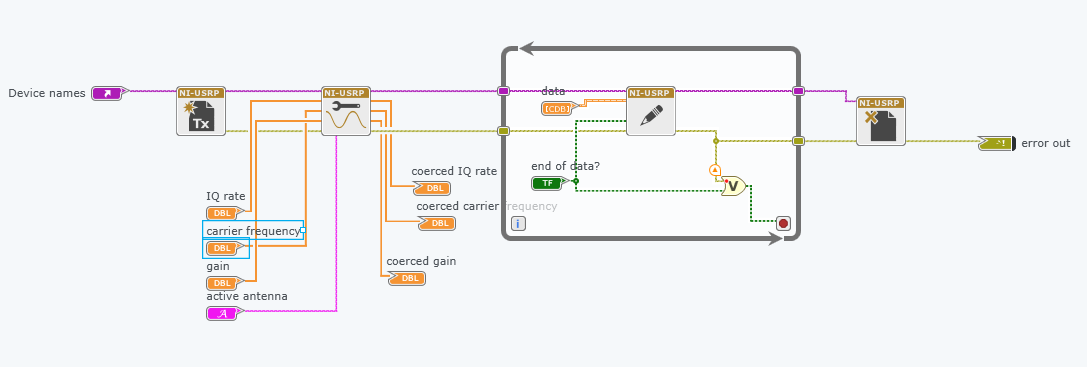 Device names
NI-USRP
Tx
NI-USRP
data
[CDB]
NI-USRP
NI-USRP
error out
end of data?
TF
V
i
coerced IQ rate
DBL
coerced carrier frequency
DBL
coerced gain
DBL
IQ rate
DBL
carrier frequency
DBL
gain
DBL
active antenna
A